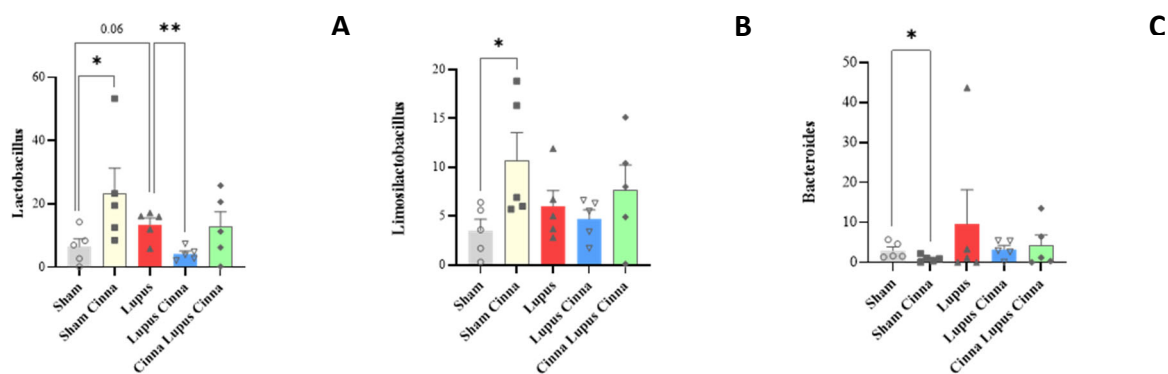 A
0.06
**
*
Lactobacillus
60
40
20
0
Sham
Sham Cinna
Lupus
Lupus Cinna
Cinna Lupus Cinna
B
*
Limosilactobacillus
20
15
10
5
0
Sham
Sham Cinna
Lupus
Lupus Cinna
Cinna Lupus Cinna
C
*
Bacteroides
50
40
30
20
10
0
Sham
Sham Cinna
Lupus
Lupus Cinna
Cinna Lupus Cinna